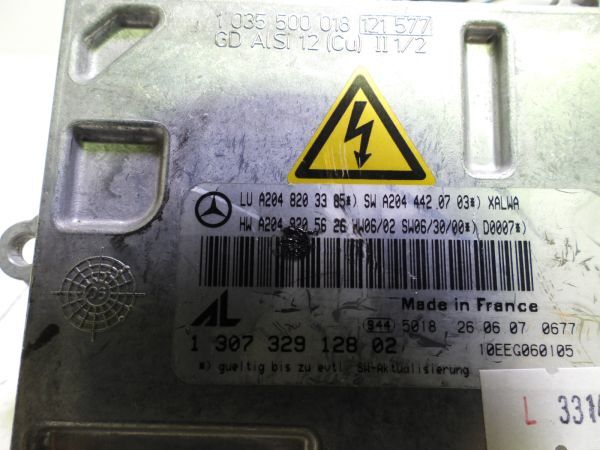 1 035 500 018 121 577
GD AlSi 12 (Cu) II 1/2
LU A204 820 33 85*) SW A204 442 07 03*) XALWA
HW A204 820 56 26 HW06/02 SW06/30/00*) D0007*)
Made in France
AL
944 5018 26 06 07 0677
1 307 329 128 02
10EEG060105
*) gueltig bis zu evtl. SW-Aktualisierung
L 331